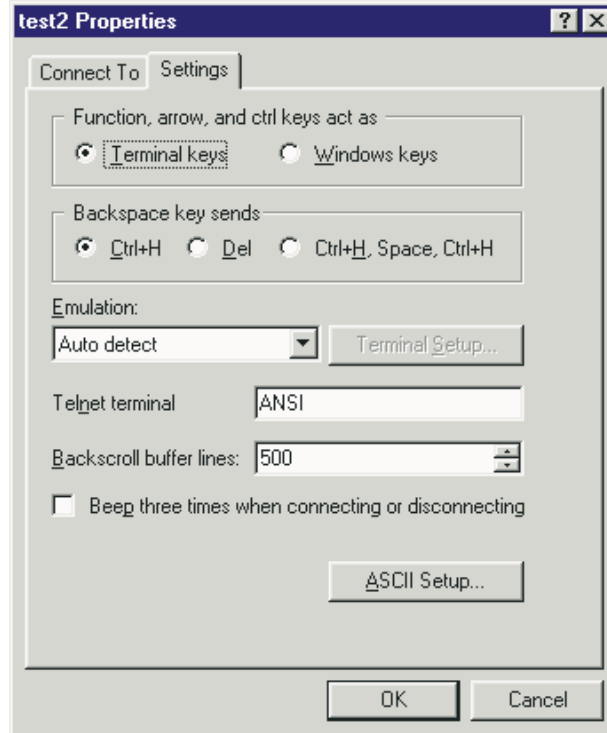 test2 Properties
Connect To Settings
Function, arrow, and ctrl keys act as
Terminal keys Windows keys
Backspace key sends
Ctrl+H Del Ctrl+H, Space, Ctrl+H
Emulation:
Auto detect Terminal Setup...
Telnet terminal ANSI
Backscroll buffer lines: 500
Beep three times when connecting or disconnecting
ASCII Setup...
OK Cancel